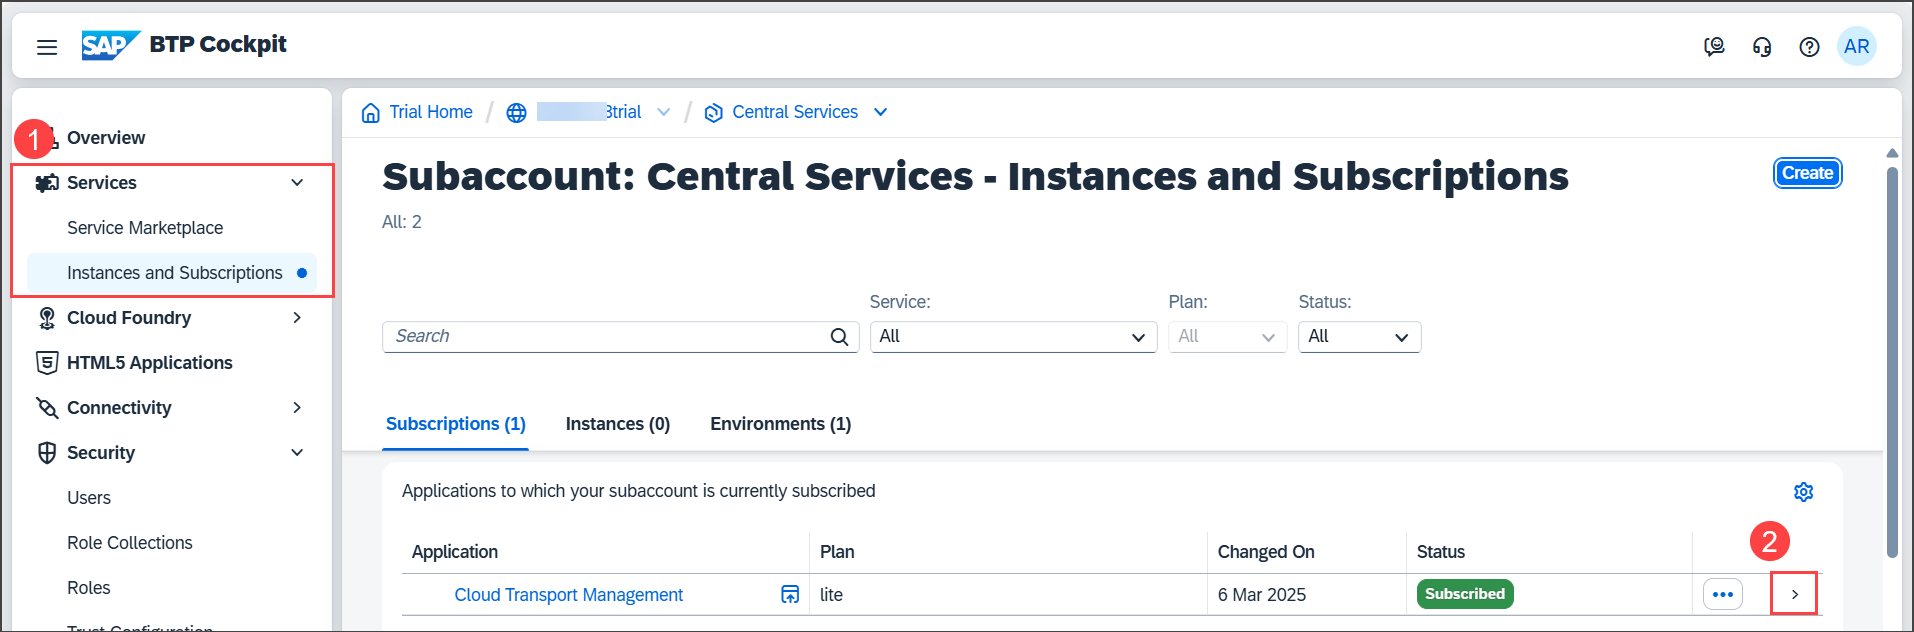 SAP BTP Cockpit
AR
1
Overview
Services
Service Marketplace
Instances and Subscriptions
Cloud Foundry
HTML5 Applications
Connectivity
Security
Users
Role Collections
Roles
Trust Configuration
Trial Home / 3trial / Central Services
Subaccount: Central Services - Instances and Subscriptions
Create
All: 2
Service:
Plan:
Status:
Search
All
All
All
Subscriptions (1)
Instances (0)
Environments (1)
Applications to which your subaccount is currently subscribed
2
Application
Plan
Changed On
Status
Cloud Transport Management
lite
6 Mar 2025
Subscribed